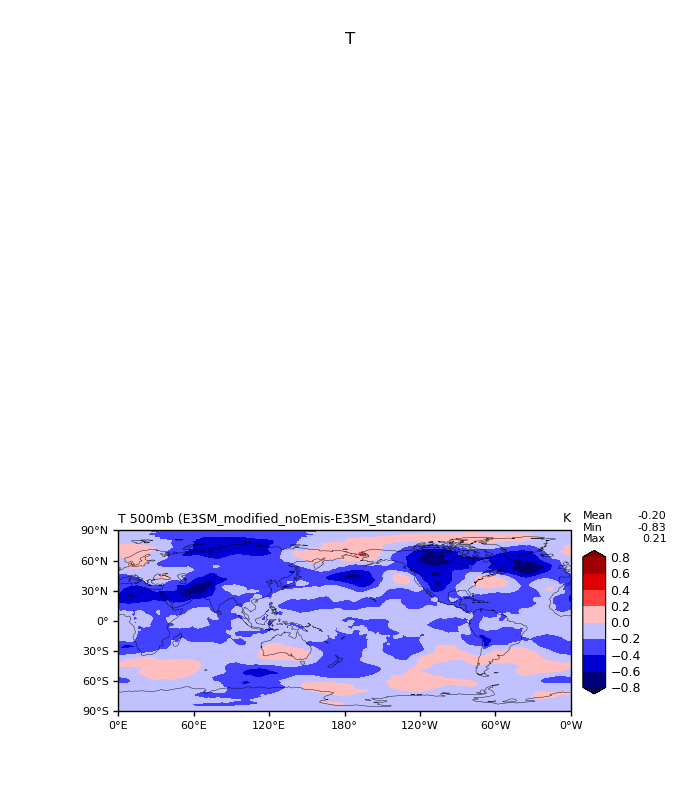 T
T 500mb (E3SM_modified_noEmis-E3SM_standard) K
Mean -0.20
Min -0.83
Max 0.21
90°N
60°N
30°N
0°
30°S
60°S
90°S
0°E 60°E 120°E 180° 120°W 60°W 0°W
0.8
0.6
0.4
0.2
0.0
−0.2
−0.4
−0.6
−0.8